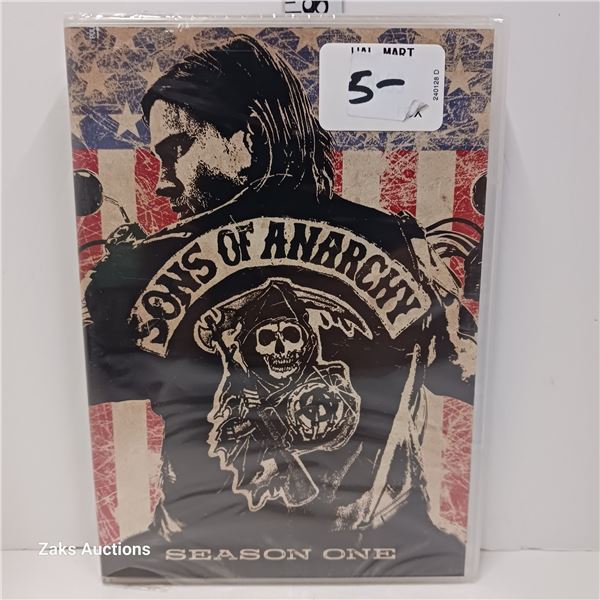 WAL MART
5-
240128 D
X
SONS OF ANARCHY
SEASON ONE
Zaks Auctions